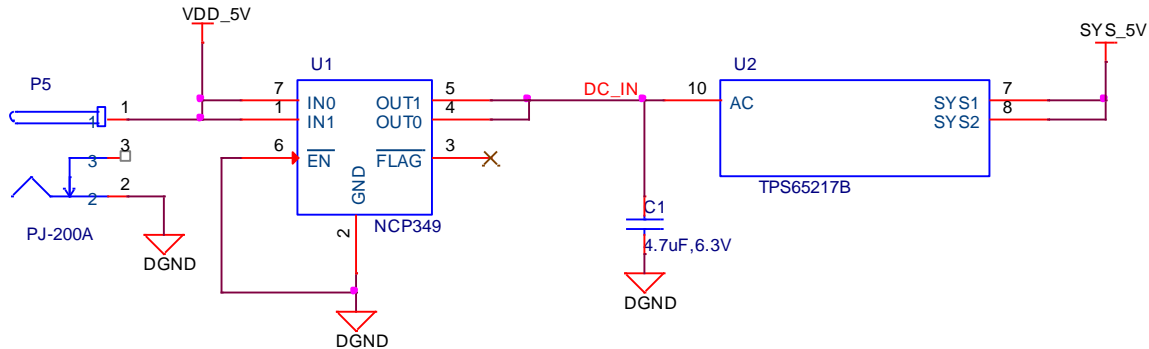 VDD_5V
SYS_5V
P5
U1
U2
1
1
3
3
2
2
PJ-200A
DGND
7
IN0
1
IN1
6
EN
GND
2
OUT1
5
OUT0
4
FLAG
3
NCP349
DGND
DC_IN
C1
4.7uF,6.3V
DGND
10
AC
SYS1
7
SYS2
8
TPS65217B